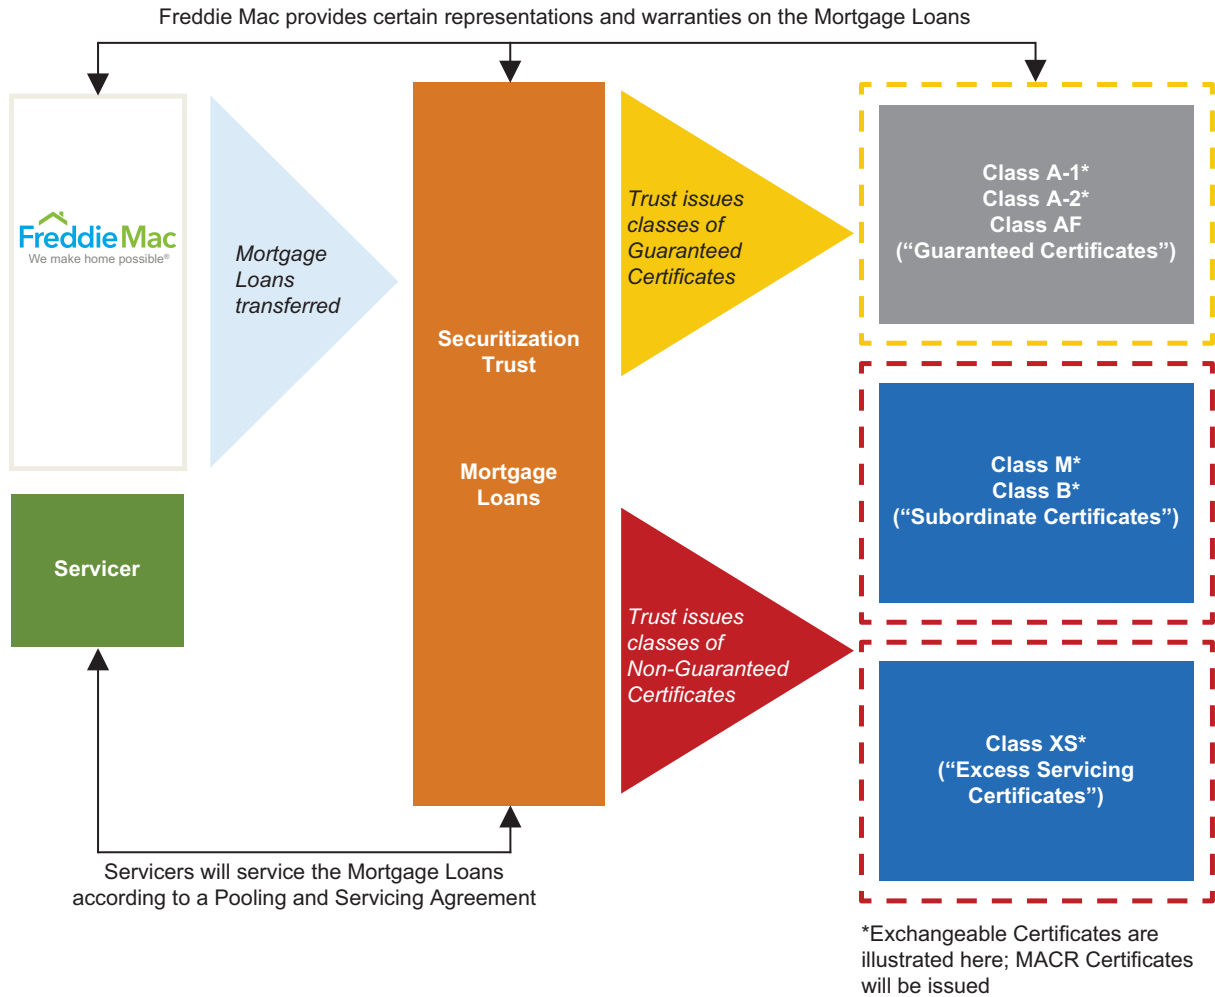 Freddie Mac provides certain representations and warranties on the Mortgage Loans
FreddieMac
We make home possible®
Mortgage
Loans
transferred
Servicer
Securitization
Trust
Mortgage
Loans
Trust issues
classes of
Guaranteed
Certificates
Trust issues
classes of
Non-Guaranteed
Certificates
Class A-1*
Class A-2*
Class AF
(“Guaranteed Certificates”)
Class M*
Class B*
(“Subordinate Certificates”)
Class XS*
(“Excess Servicing
Certificates”)
Servicers will service the Mortgage Loans
according to a Pooling and Servicing Agreement
*Exchangeable Certificates are
illustrated here; MACR Certificates
will be issued